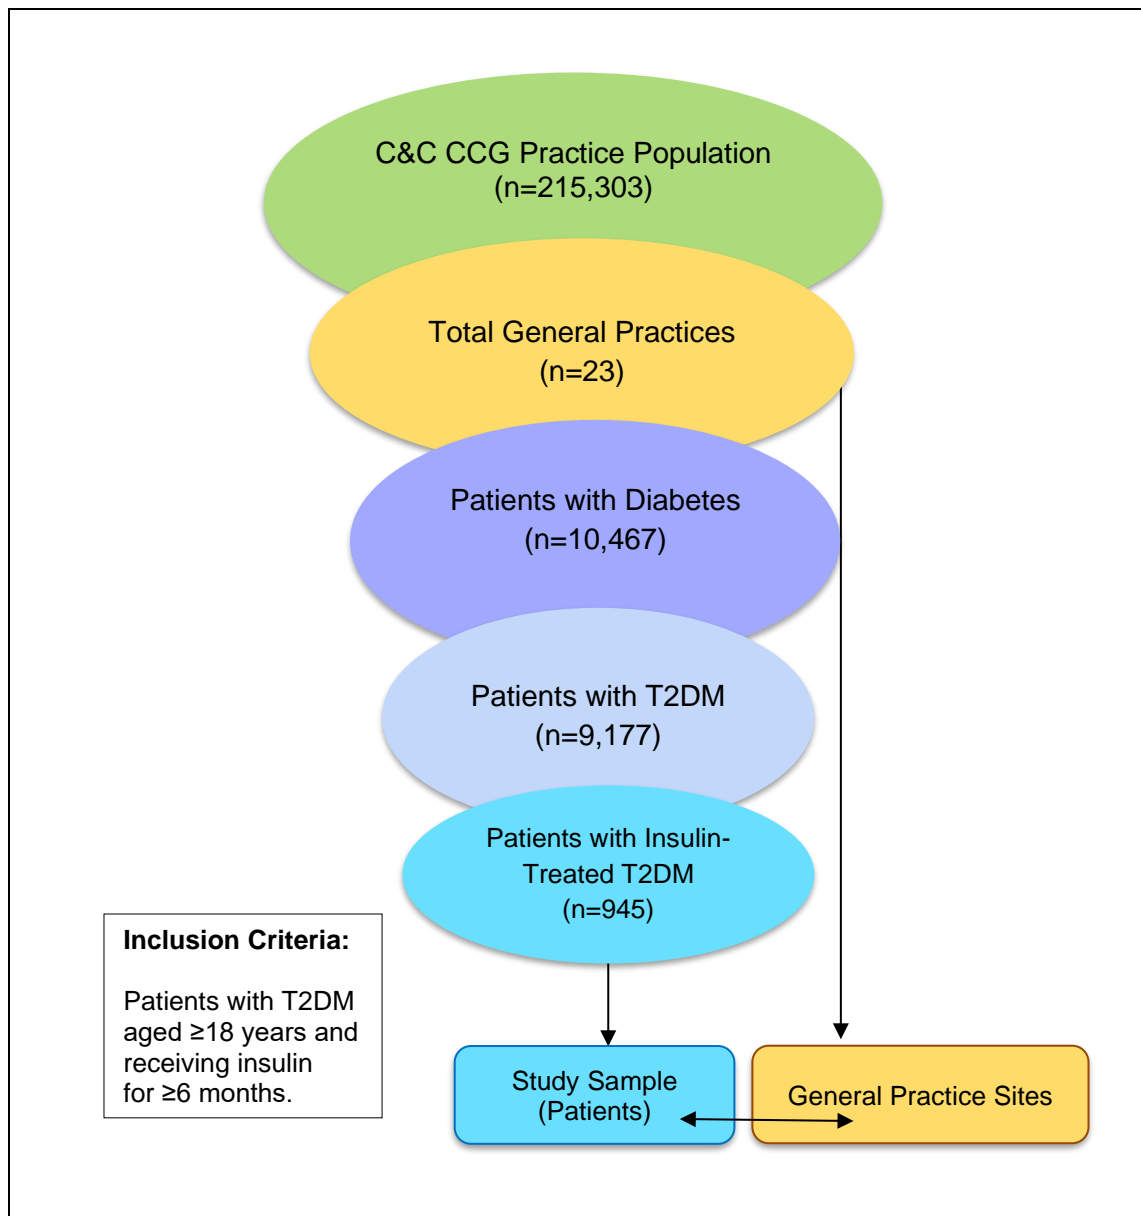 C&C CCG Practice Population
(n=215,303)
Total General Practices
(n=23)
Patients with Diabetes
(n=10,467)
Patients with T2DM
(n=9,177)
Patients with Insulin-
Treated T2DM
(n=945)
Inclusion Criteria:
Patients with T2DM
aged ≥18 years and
receiving insulin
for ≥6 months.
Study Sample
(Patients)
General Practice Sites